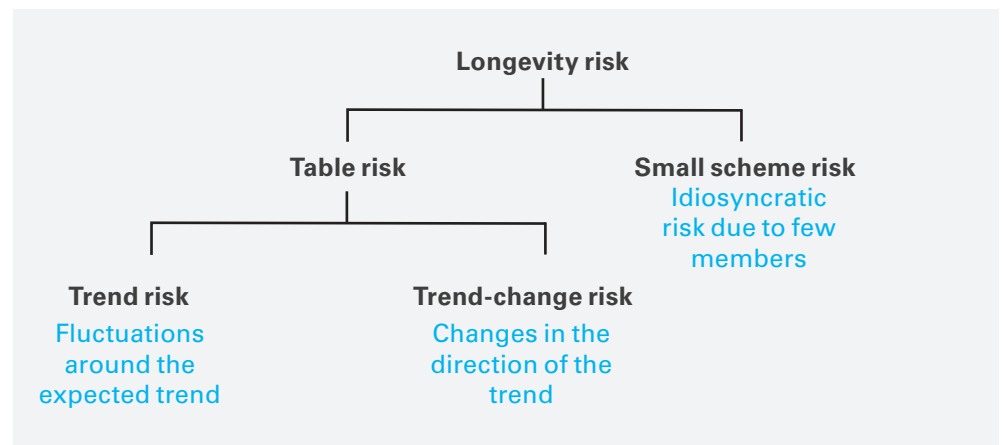 Longevity risk
Table risk
Small scheme risk
Idiosyncratic
risk due to few
members
Trend risk
Fluctuations
around the
expected trend
Trend-change risk
Changes in the
direction of the
trend